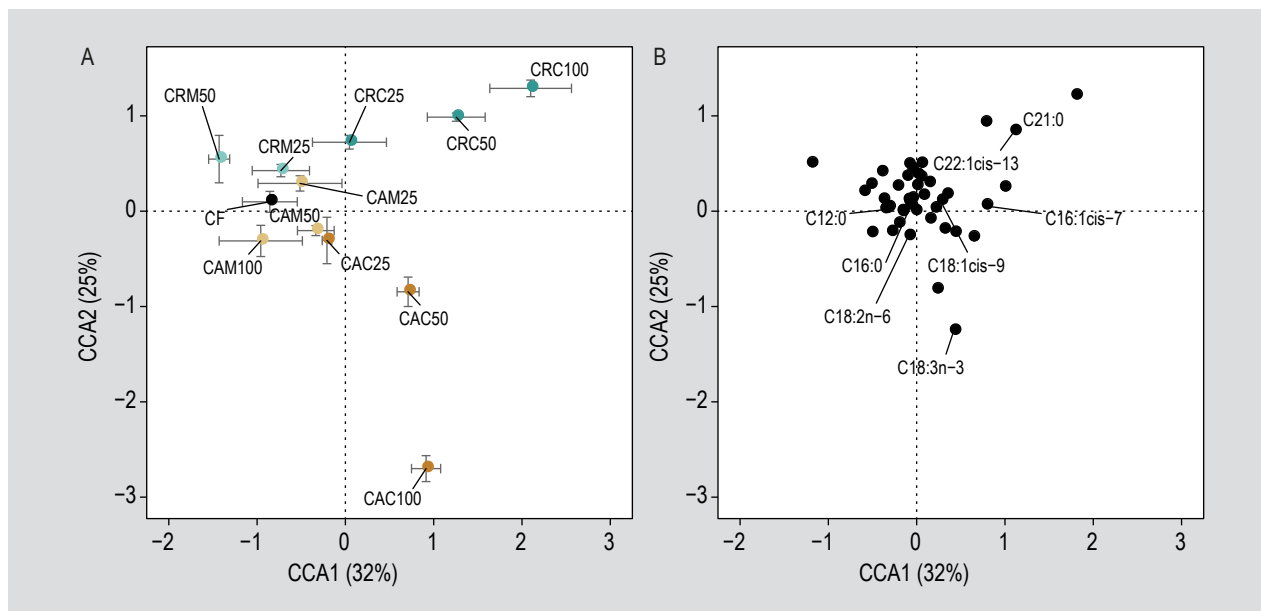 A
CRC100
CRM50
CRC25
CRC50
CRM25
CAM25
CF
CAM50
CAM100
CAC25
CAC50
CAC100
1
0
−1
−2
−3
CCA2 (25%)
−2
−1
0
1
2
3
CCA1 (32%)
B
C21:0
C22:1cis−13
C12:0
C16:1cis−7
C16:0
C18:1cis−9
C18:2n−6
C18:3n−3
1
0
−1
−2
−3
CCA2 (25%)
−2
−1
0
1
2
3
CCA1 (32%)